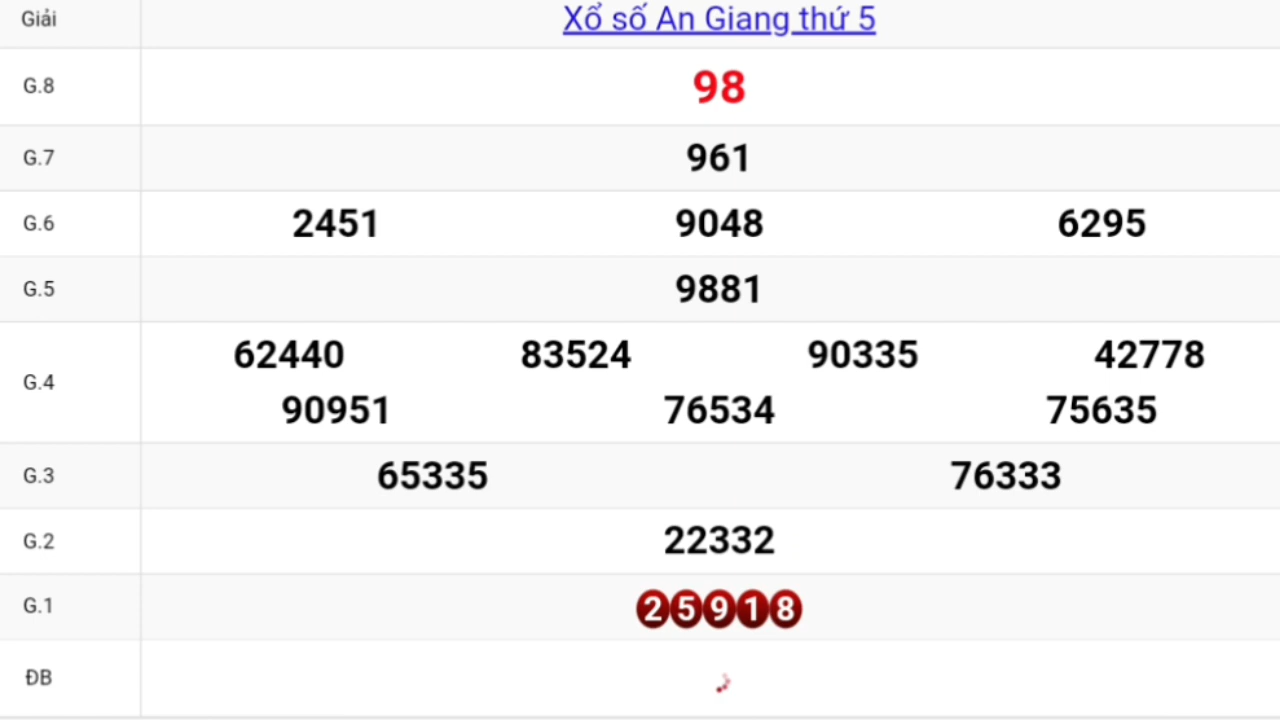 Giải Xổ số An Giang thứ 5
G.8 98
G.7 961
G.6 2451 9048 6295
G.5 9881
G.4 62440 83524 90335 42778
90951 76534 75635
G.3 65335 76333
G.2 22332
G.1 25918
ĐB